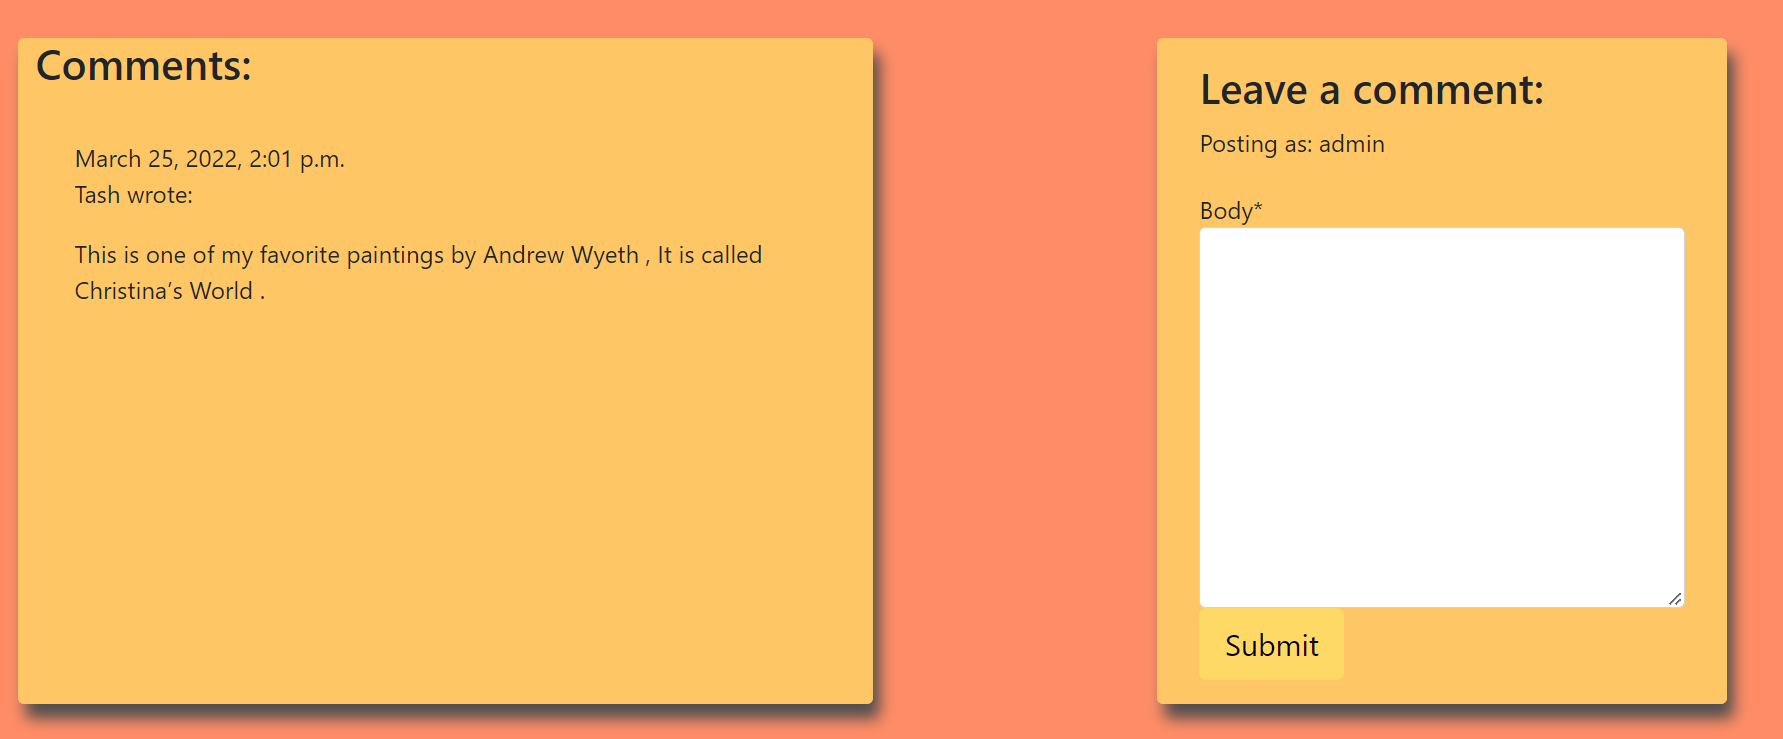 Comments:
March 25, 2022, 2:01 p.m.
Tash wrote:
This is one of my favorite paintings by Andrew Wyeth , It is called
Christina’s World .
Leave a comment:
Posting as: admin
Body*
Submit